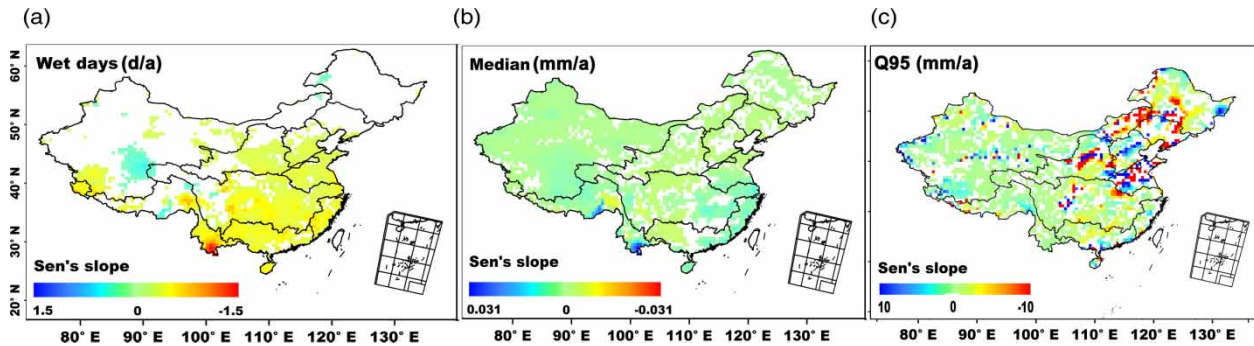 (a)
(b)
(c)
Wet days (d/a)
Median (mm/a)
Q95 (mm/a)
60° N
50° N
40° N
30° N
20° N
Sen's slope
Sen's slope
Sen's slope
1.5 0 -1.5
0.031 0 -0.031
10 0 -10
80° E 90° E 100° E 110° E 120° E 130° E
80° E 90° E 100° E 110° E 120° E 130° E
80° E 90° E 100° E 110° E 120° E 130° E